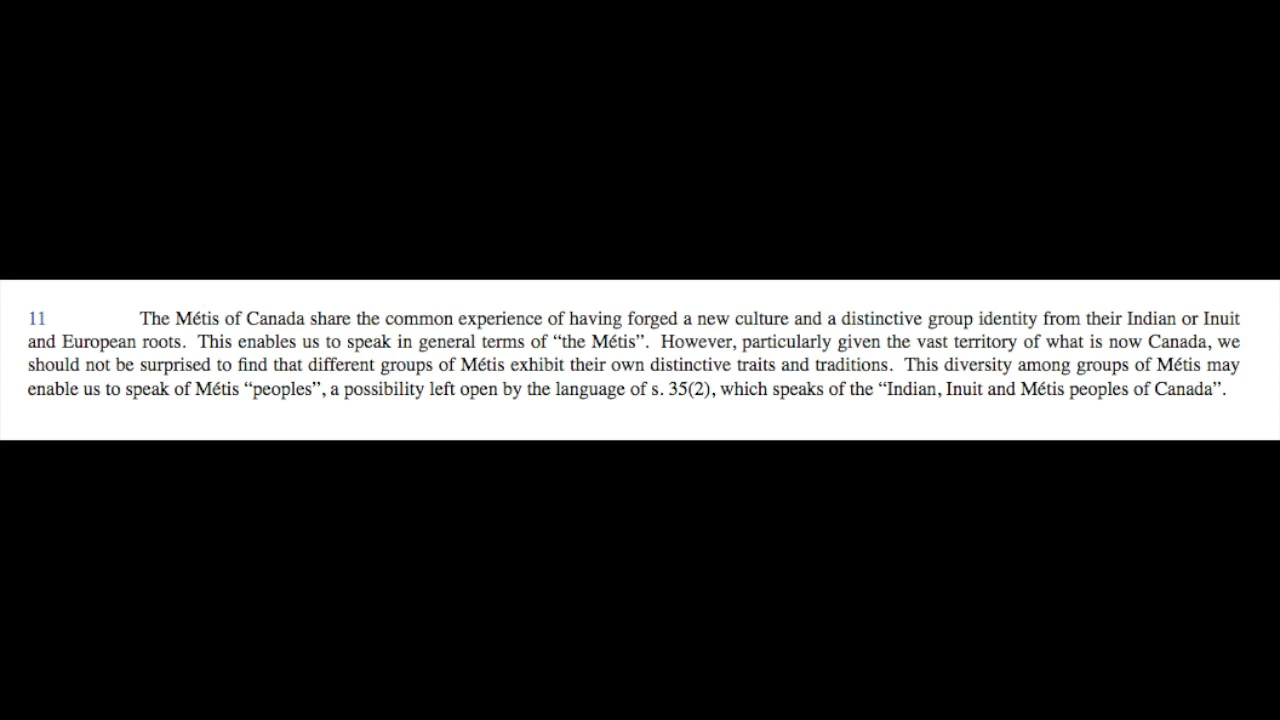 11 The Métis of Canada share the common experience of having forged a new culture and a distinctive group identity from their Indian or Inuit
and European roots. This enables us to speak in general terms of “the Métis”. However, particularly given the vast territory of what is now Canada, we
should not be surprised to find that different groups of Métis exhibit their own distinctive traits and traditions. This diversity among groups of Métis may
enable us to speak of Métis “peoples”, a possibility left open by the language of s. 35(2), which speaks of the “Indian, Inuit and Métis peoples of Canada”.